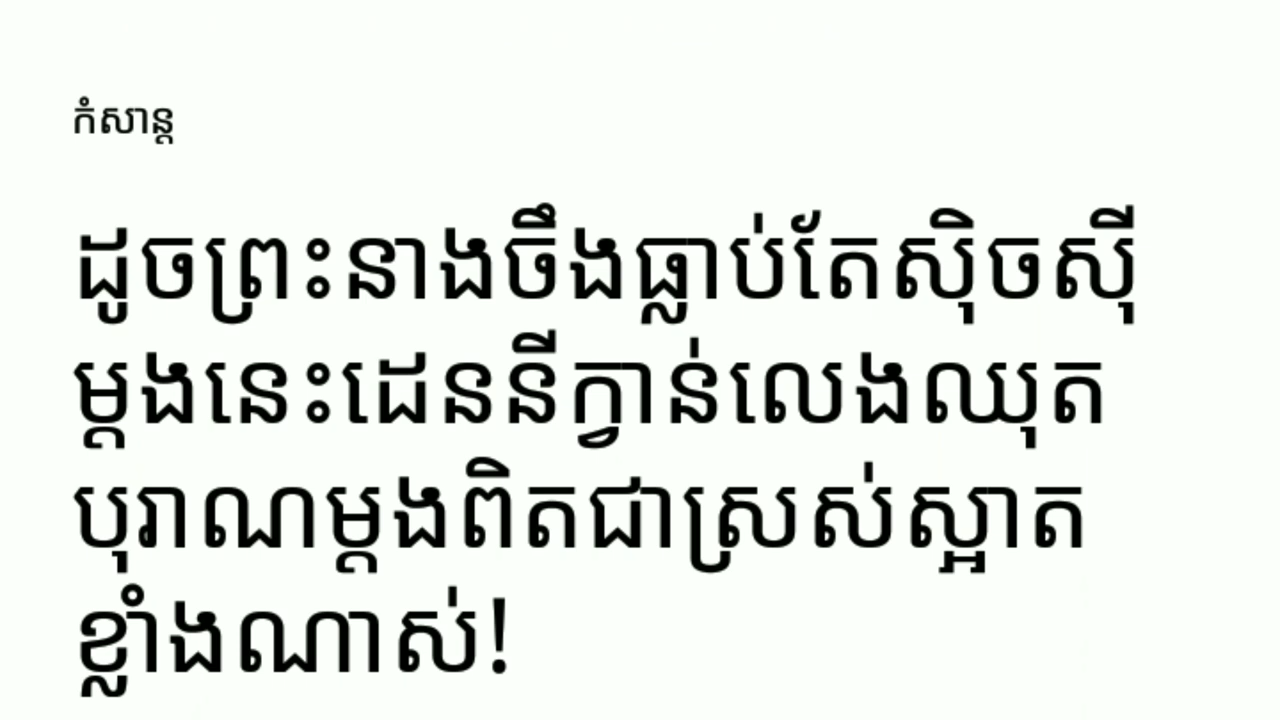 កំសាន្ត
ដូចព្រះនាងចឹងធ្លាប់តែស៊ិចស៊ី
ម្ដងនេះដេននីក្វាន់លេងឈុត
បុរាណម្ដងពិតជាស្រស់ស្អាត
ខ្លាំងណាស់!